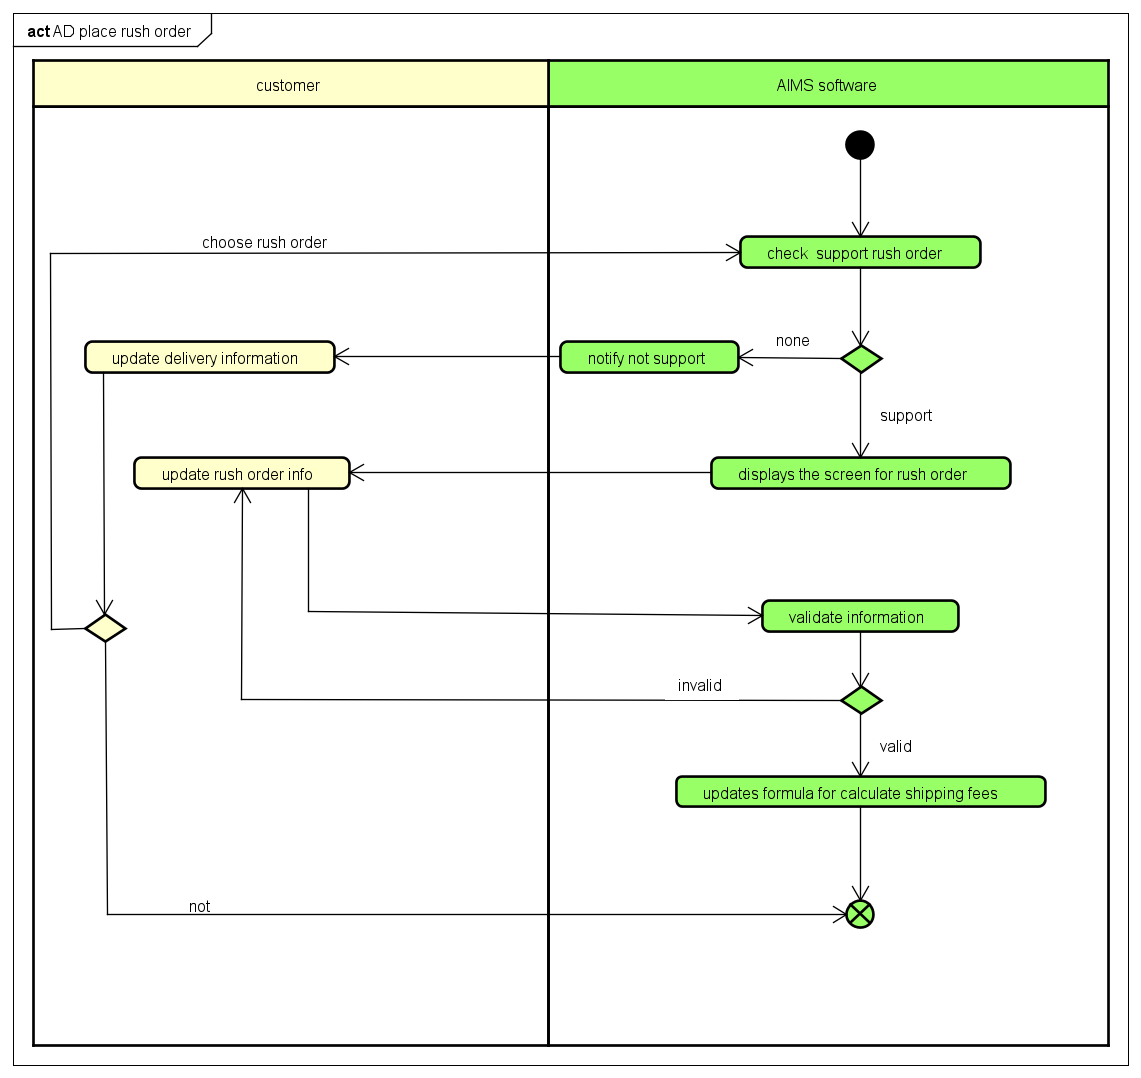 act AD place rush order
customer
AIMS software
choose rush order
check support rush order
none
update delivery information
notify not support
support
update rush order info
displays the screen for rush order
validate information
invalid
valid
updates formula for calculate shipping fees
not